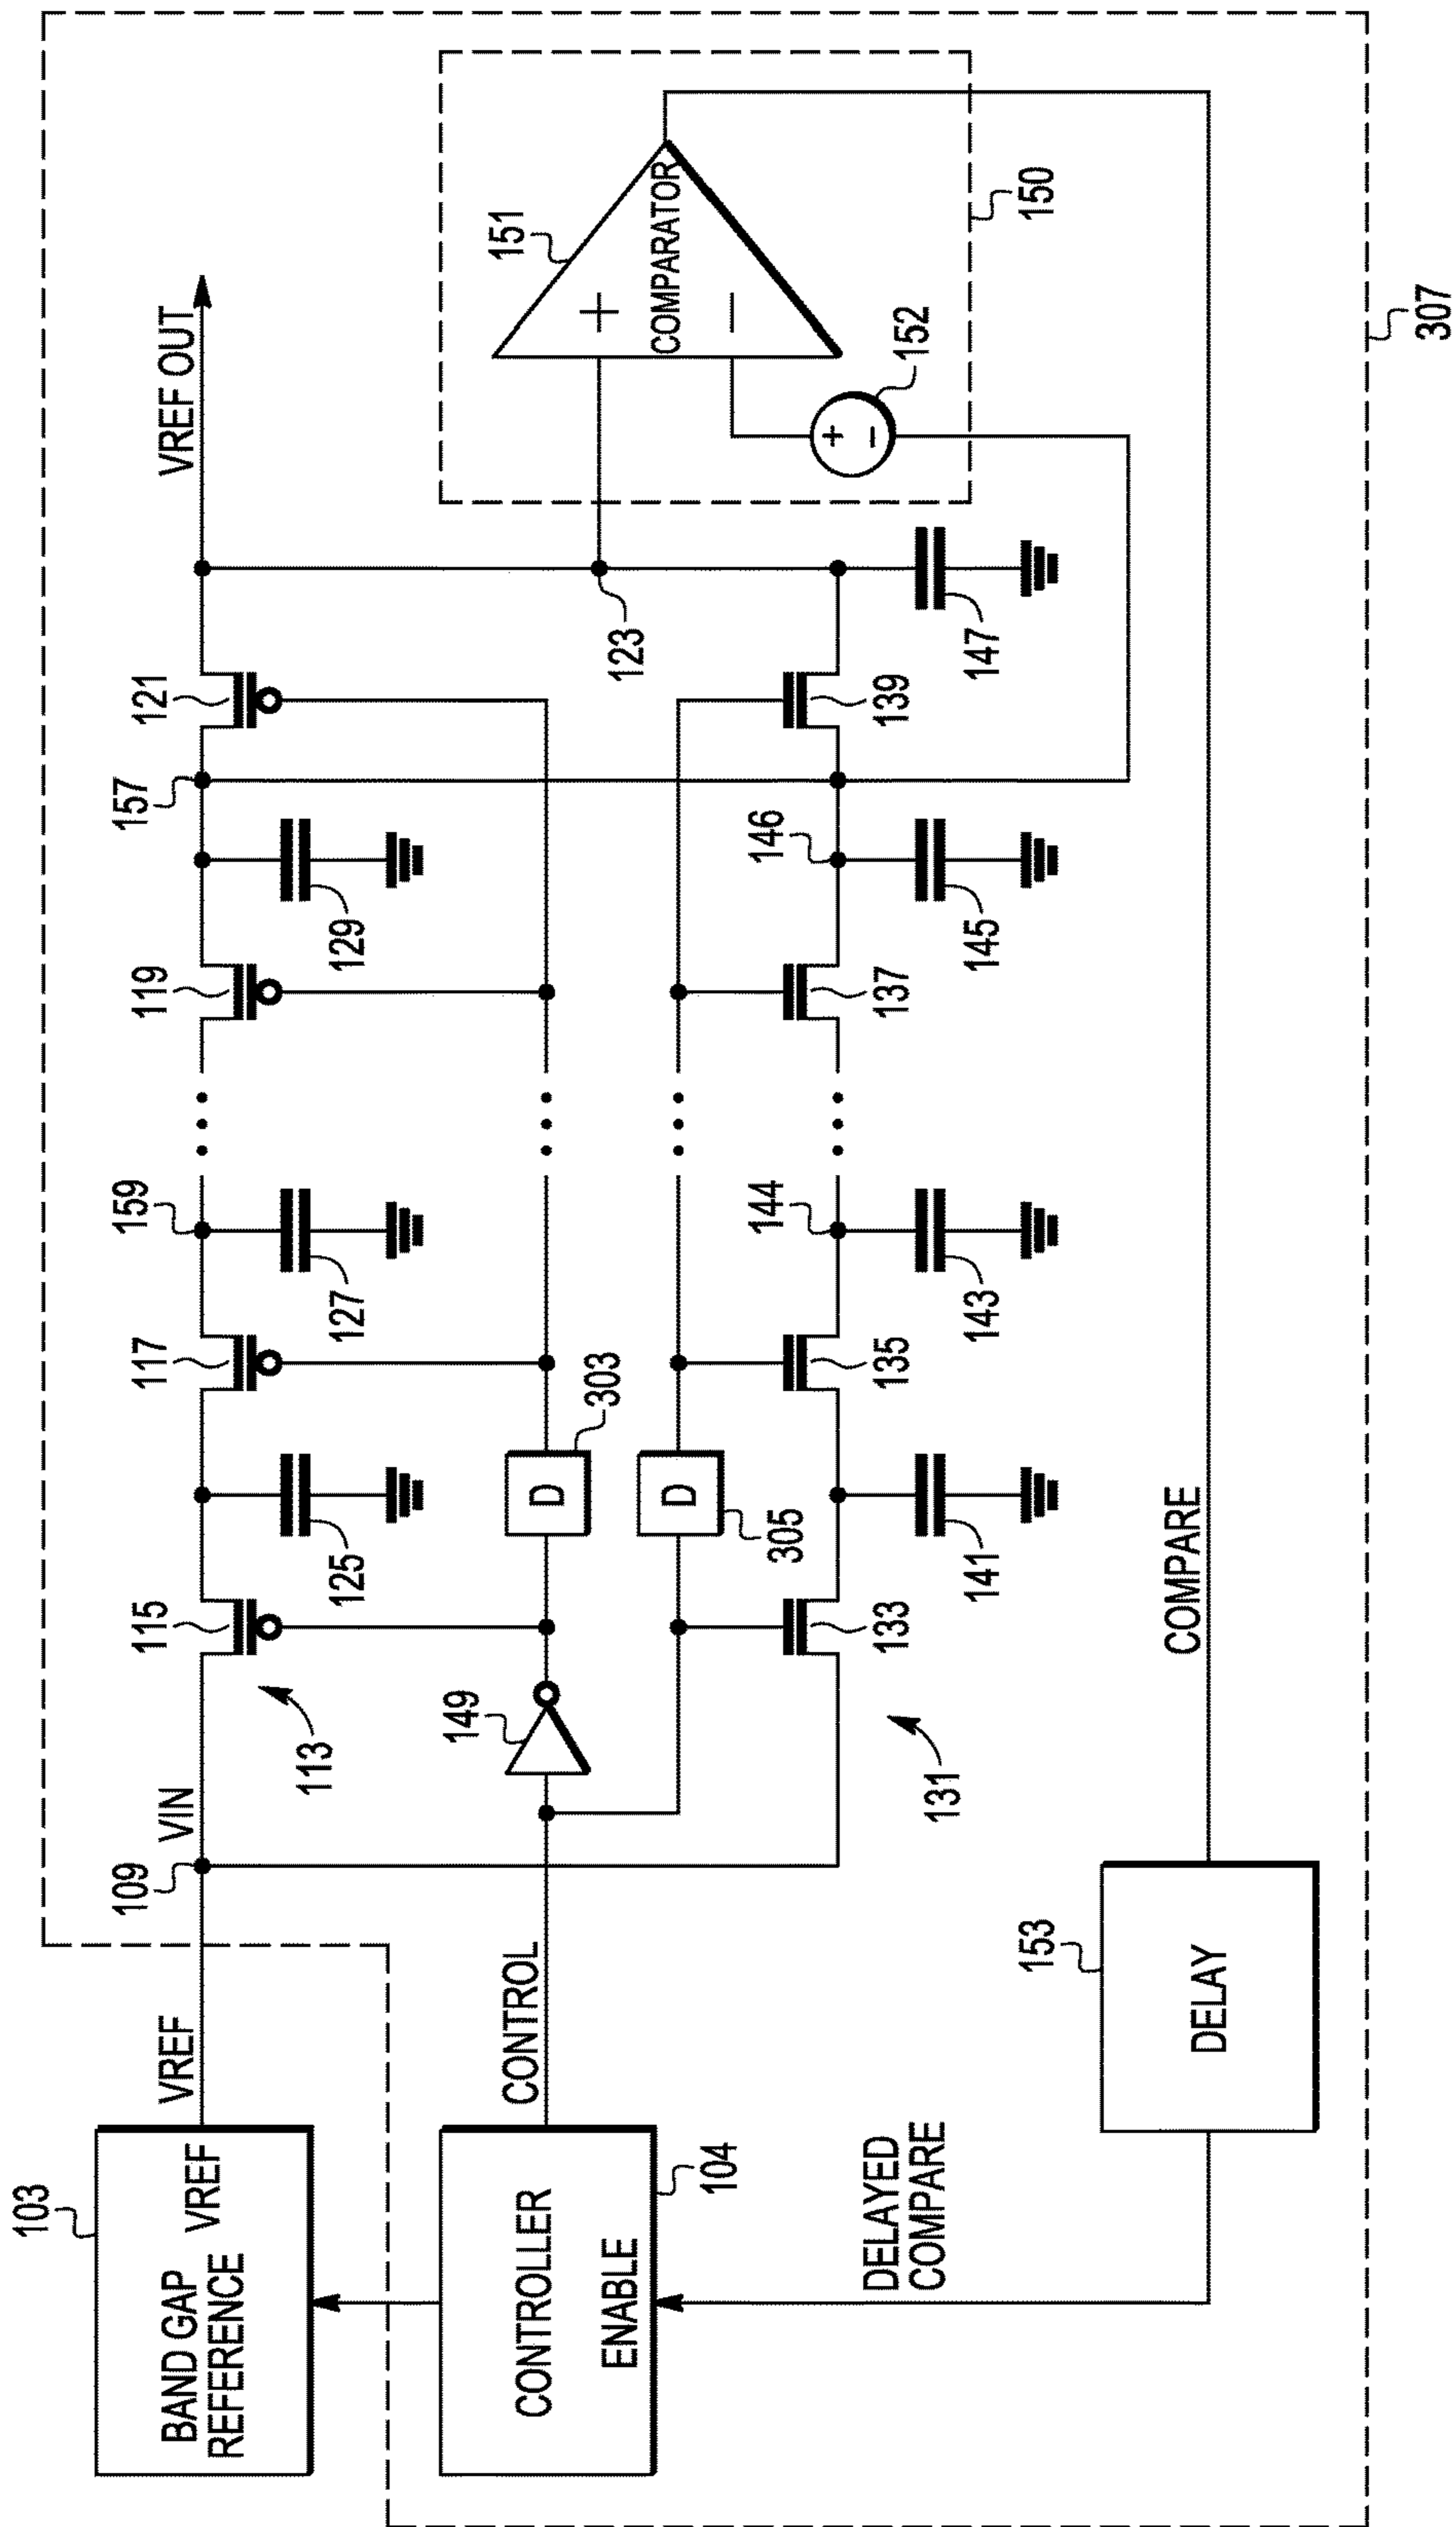 103
BAND GAP
REFERENCE
VREF
VREF
109
VIN
113
115
125
117
127
159
119
129
157
121
VREF OUT
CONTROLLER
ENABLE
104
CONTROL
149
D
303
D
305
123
151
+
−
COMPARATOR
152
+
−
150
131
133
141
135
143
144
137
145
146
139
147
DELAYED
COMPARE
153
DELAY
COMPARE
307